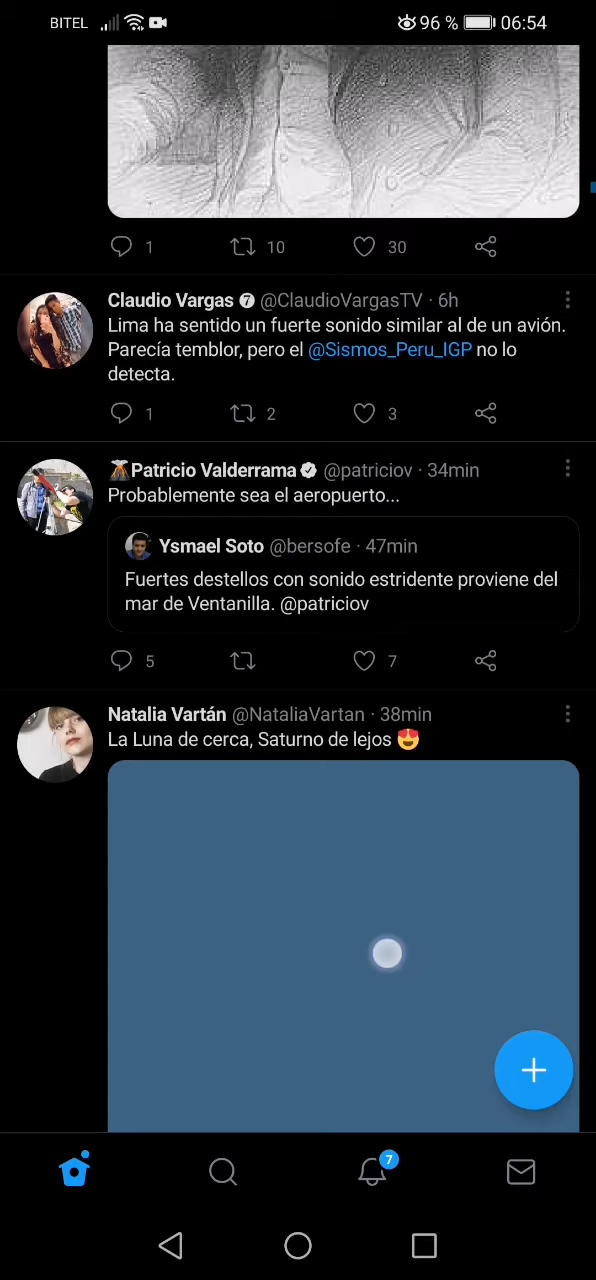 BITEL 96 % 06:54
1 10 30
Claudio Vargas 7 @ClaudioVargasTV · 6h
Lima ha sentido un fuerte sonido similar al de un avión.
Parecía temblor, pero el @Sismos_Peru_IGP no lo
detecta.
1 2 3
🌋Patricio Valderrama @patriciov · 34min
Probablemente sea el aeropuerto...
Ysmael Soto @bersofe · 47min
Fuertes destellos con sonido estridente proviene del
mar de Ventanilla. @patriciov
5 7
Natalia Vartán @NataliaVartan · 38min
La Luna de cerca, Saturno de lejos 😍
7